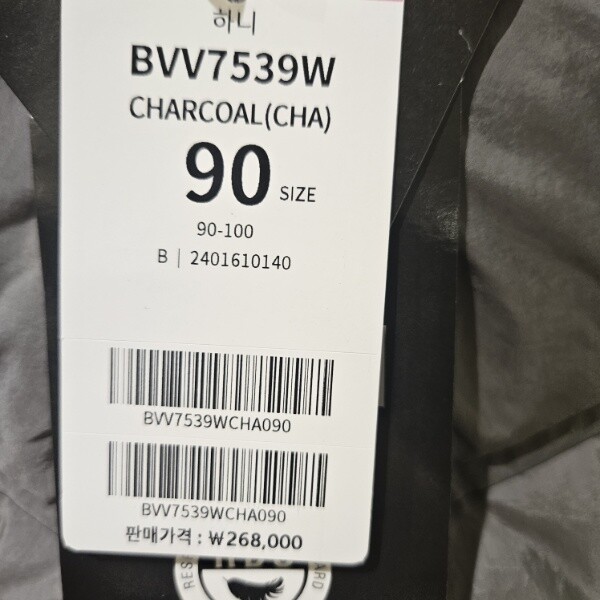 하니
BVV7539W
CHARCOAL(CHA)
90 SIZE
90-100
B | 2401610140
BVV7539WCHA090
BVV7539WCHA090
판매가격 : ₩268,000